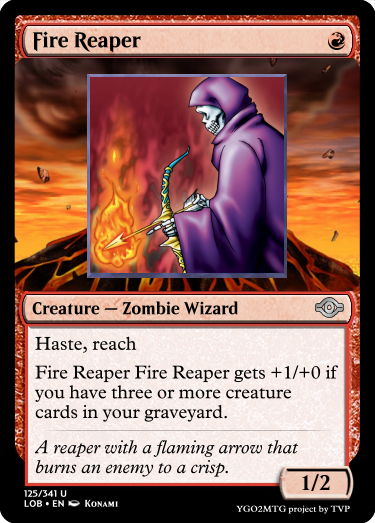 Fire Reaper
Creature — Zombie Wizard
Haste, reach
Fire Reaper Fire Reaper gets +1/+0 if
you have three or more creature
cards in your graveyard.
A reaper with a flaming arrow that
burns an enemy to a crisp.
1/2
125/341 U
LOB • EN Konami
YGO2MTG project by TVP